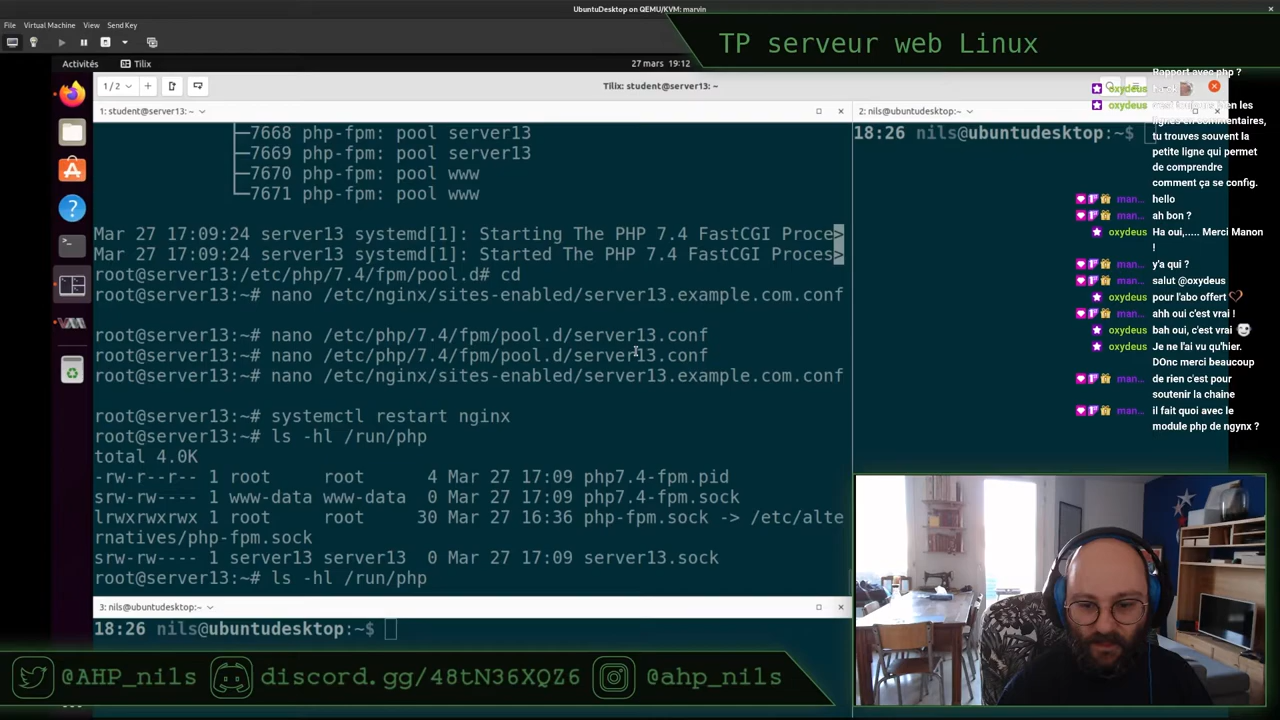 UbuntuDesktop on QEMU/KVM: marvin
File Virtual Machine View Send Key
TP serveur web Linux
Activités
Tilix
27 mars 19:12
1 / 2
Tilix: student@server13: ~
1: student@server13: ~
├─7668 php-fpm: pool server13
├─7669 php-fpm: pool server13
├─7670 php-fpm: pool www
└─7671 php-fpm: pool www
Mar 27 17:09:24 server13 systemd[1]: Starting The PHP 7.4 FastCGI Proce>
Mar 27 17:09:24 server13 systemd[1]: Started The PHP 7.4 FastCGI Proces>
root@server13:/etc/php/7.4/fpm/pool.d# cd
root@server13:~# nano /etc/nginx/sites-enabled/server13.example.com.conf
root@server13:~# nano /etc/php/7.4/fpm/pool.d/server13.conf
root@server13:~# nano /etc/php/7.4/fpm/pool.d/server13.conf
root@server13:~# nano /etc/nginx/sites-enabled/server13.example.com.conf
root@server13:~# systemctl restart nginx
root@server13:~# ls -hl /run/php
total 4.0K
-rw-r--r-- 1 root     root     4 Mar 27 17:09 php7.4-fpm.pid
srw-rw---- 1 www-data www-data 0 Mar 27 17:09 php7.4-fpm.sock
lrwxrwxrwx 1 root     root    30 Mar 27 16:36 php-fpm.sock -> /etc/alte
rnatives/php-fpm.sock
srw-rw---- 1 server13 server13 0 Mar 27 17:09 server13.sock
root@server13:~# ls -hl /run/php
2: nils@ubuntudesktop: ~
18:26 nils@ubuntudesktop:~$
3: nils@ubuntudesktop: ~
18:26 nils@ubuntudesktop:~$
Rapport avec php ?
oxydeus
oxydeus
les
lignes en commentaires,
tu trouves souvent la
petite ligne qui permet
de comprendre
comment ça se config.
man... hello
man... ah bon ?
oxydeus Ha oui,.... Merci Manon
!
man... y'a qui ?
man... salut @oxydeus
oxydeus pour l'abo offert
man... ahh oui c'est vrai !
oxydeus bah oui, c'est vrai
oxydeus Je ne l'ai vu qu'hier.
DOnc merci beaucoup
man... de rien c'est pour
soutenir la chaine
man... il fait quoi avec le
module php de ngynx ?
@AHP_nils
discord.gg/48tN36XQZ6
@ahp_nils